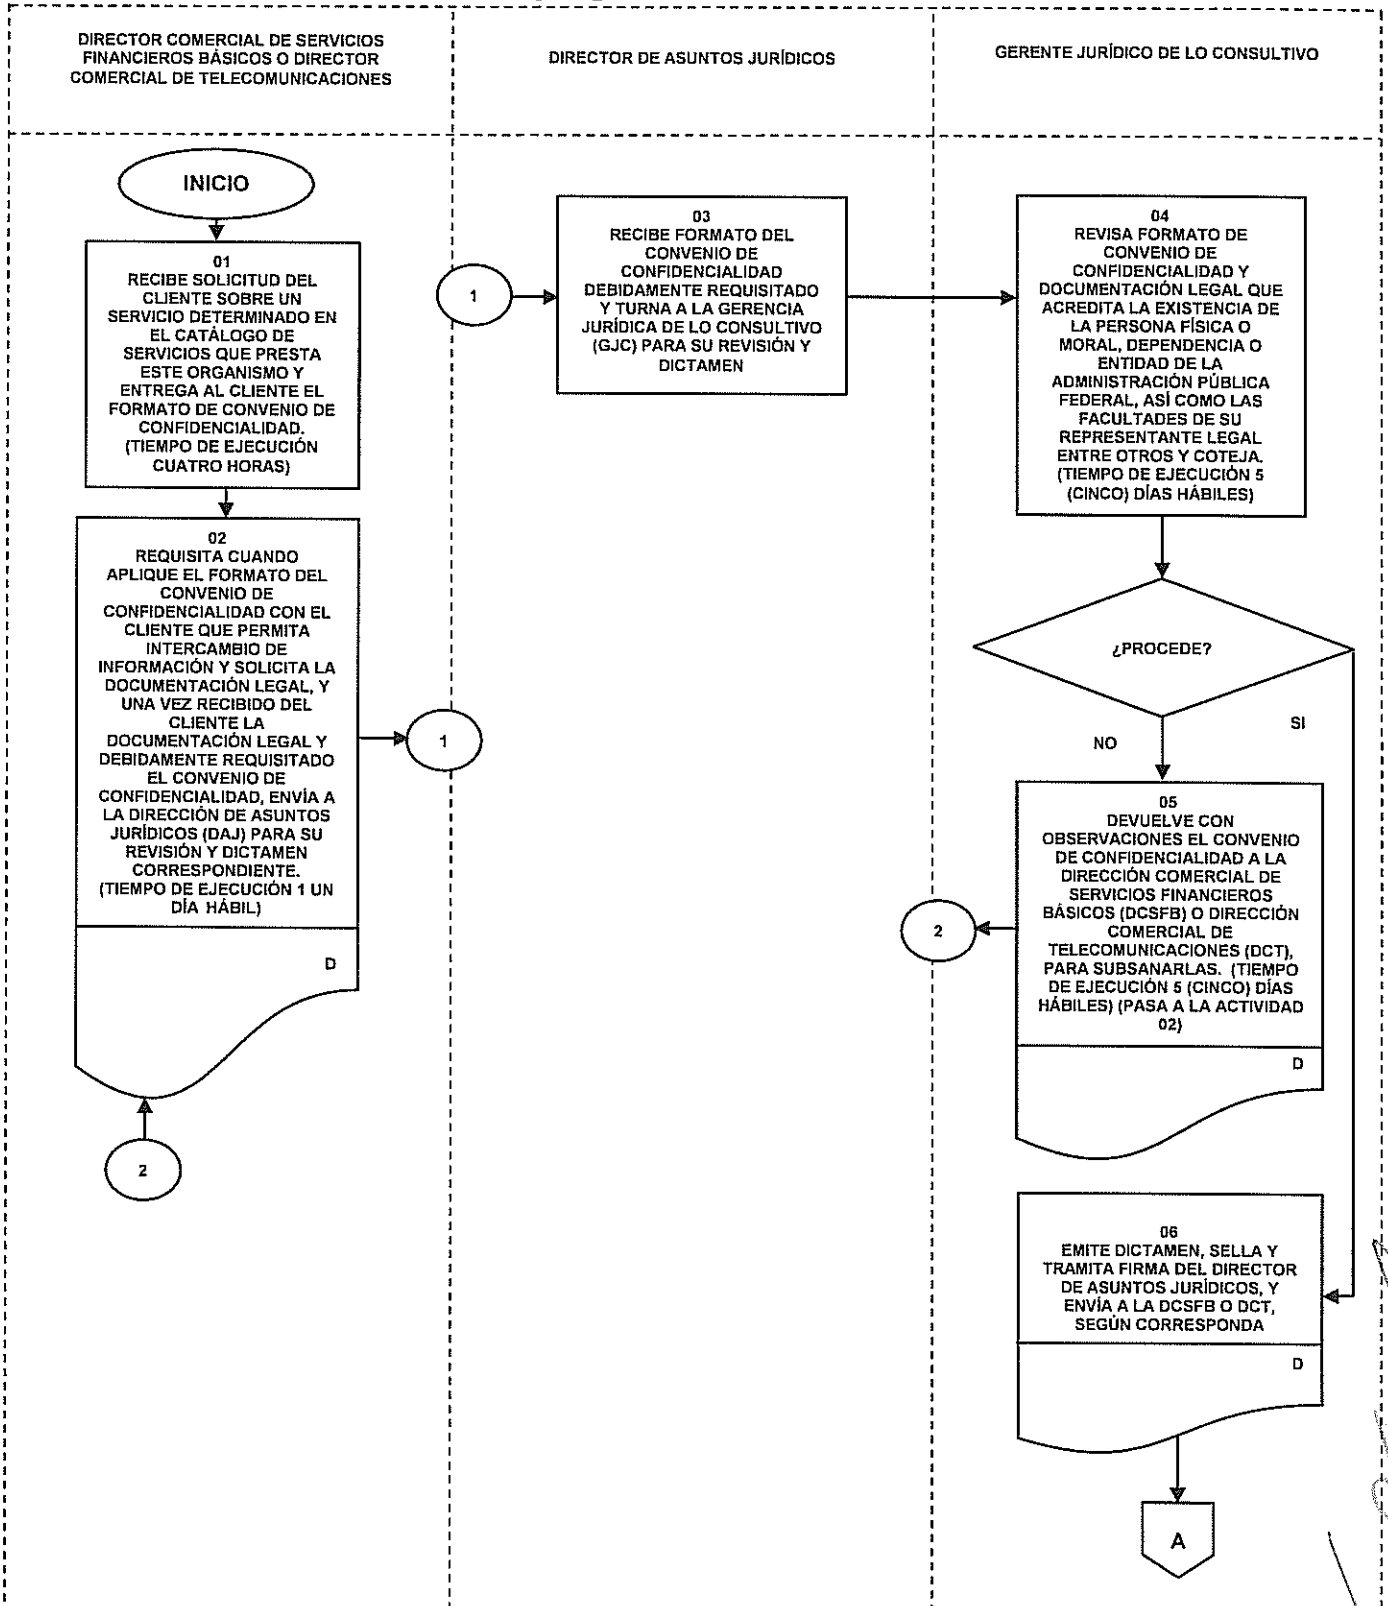 DIRECTOR COMERCIAL DE SERVICIOS
FINANCIEROS BÁSICOS O DIRECTOR
COMERCIAL DE TELECOMUNICACIONES
DIRECTOR DE ASUNTOS JURÍDICOS
GERENTE JURÍDICO DE LO CONSULTIVO
INICIO
01
RECIBE SOLICITUD DEL
CLIENTE SOBRE UN
SERVICIO DETERMINADO EN
EL CATÁLOGO DE
SERVICIOS QUE PRESTA
ESTE ORGANISMO Y
ENTREGA AL CLIENTE EL
FORMATO DE CONVENIO DE
CONFIDENCIALIDAD.
(TIEMPO DE EJECUCIÓN
CUATRO HORAS)
02
REQUISITA CUANDO
APLIQUE EL FORMATO DEL
CONVENIO DE
CONFIDENCIALIDAD CON EL
CLIENTE QUE PERMITA
INTERCAMBIO DE
INFORMACIÓN Y SOLICITA LA
DOCUMENTACIÓN LEGAL, Y
UNA VEZ RECIBIDO DEL
CLIENTE LA
DOCUMENTACIÓN LEGAL Y
DEBIDAMENTE REQUISITADO
EL CONVENIO DE
CONFIDENCIALIDAD, ENVÍA A
LA DIRECCIÓN DE ASUNTOS
JURÍDICOS (DAJ) PARA SU
REVISIÓN Y DICTAMEN
CORRESPONDIENTE.
(TIEMPO DE EJECUCIÓN 1 UN
DÍA HÁBIL)
D
2
1
1
03
RECIBE FORMATO DEL
CONVENIO DE
CONFIDENCIALIDAD
DEBIDAMENTE REQUISITADO
Y TURNA A LA GERENCIA
JURÍDICA DE LO CONSULTIVO
(GJC) PARA SU REVISIÓN Y
DICTAMEN
04
REVISA FORMATO DE
CONVENIO DE
CONFIDENCIALIDAD Y
DOCUMENTACIÓN LEGAL QUE
ACREDITA LA EXISTENCIA DE
LA PERSONA FÍSICA O
MORAL, DEPENDENCIA O
ENTIDAD DE LA
ADMINISTRACIÓN PÚBLICA
FEDERAL, ASÍ COMO LAS
FACULTADES DE SU
REPRESENTANTE LEGAL
ENTRE OTROS Y COTEJA.
(TIEMPO DE EJECUCIÓN 5
(CINCO) DÍAS HÁBILES)
¿PROCEDE?
SI
NO
05
DEVUELVE CON
OBSERVACIONES EL CONVENIO
DE CONFIDENCIALIDAD A LA
DIRECCIÓN COMERCIAL DE
SERVICIOS FINANCIEROS
BÁSICOS (DCSFB) O DIRECCIÓN
COMERCIAL DE
TELECOMUNICACIONES (DCT),
PARA SUBSANARLAS. (TIEMPO
DE EJECUCIÓN 5 (CINCO) DÍAS
HÁBILES) (PASA A LA ACTIVIDAD
02)
D
2
06
EMITE DICTAMEN, SELLA Y
TRAMITA FIRMA DEL DIRECTOR
DE ASUNTOS JURÍDICOS, Y
ENVÍA A LA DCSFB O DCT,
SEGÚN CORRESPONDA
D
A